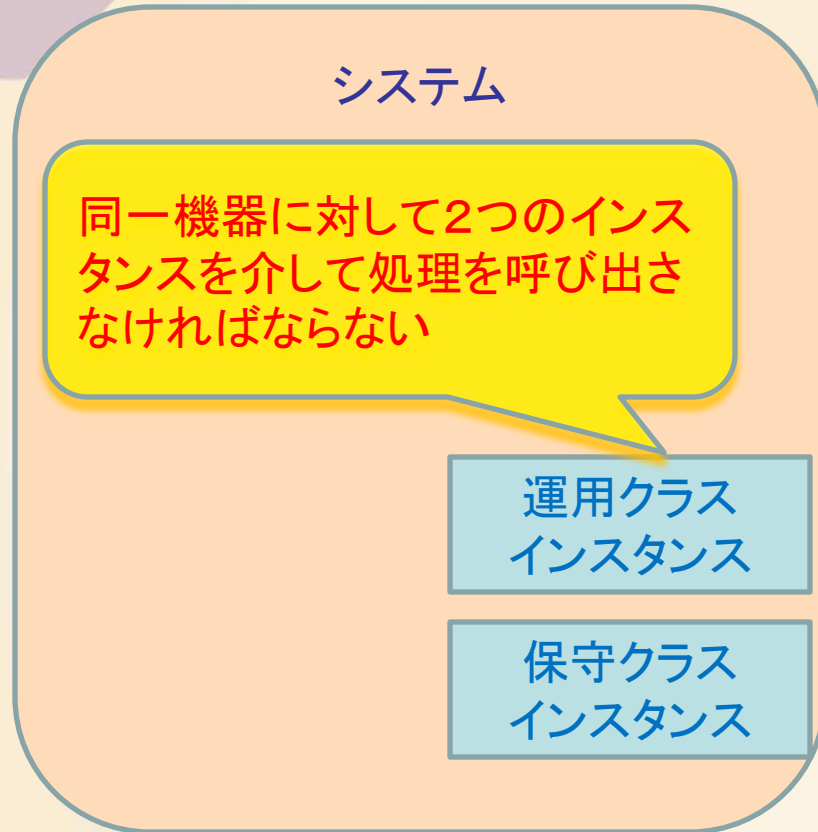 システム
同一機器に対して２つのインス
タンスを介して処理を呼び出さ
なければならない
運用クラス
インスタンス
保守クラス
インスタンス